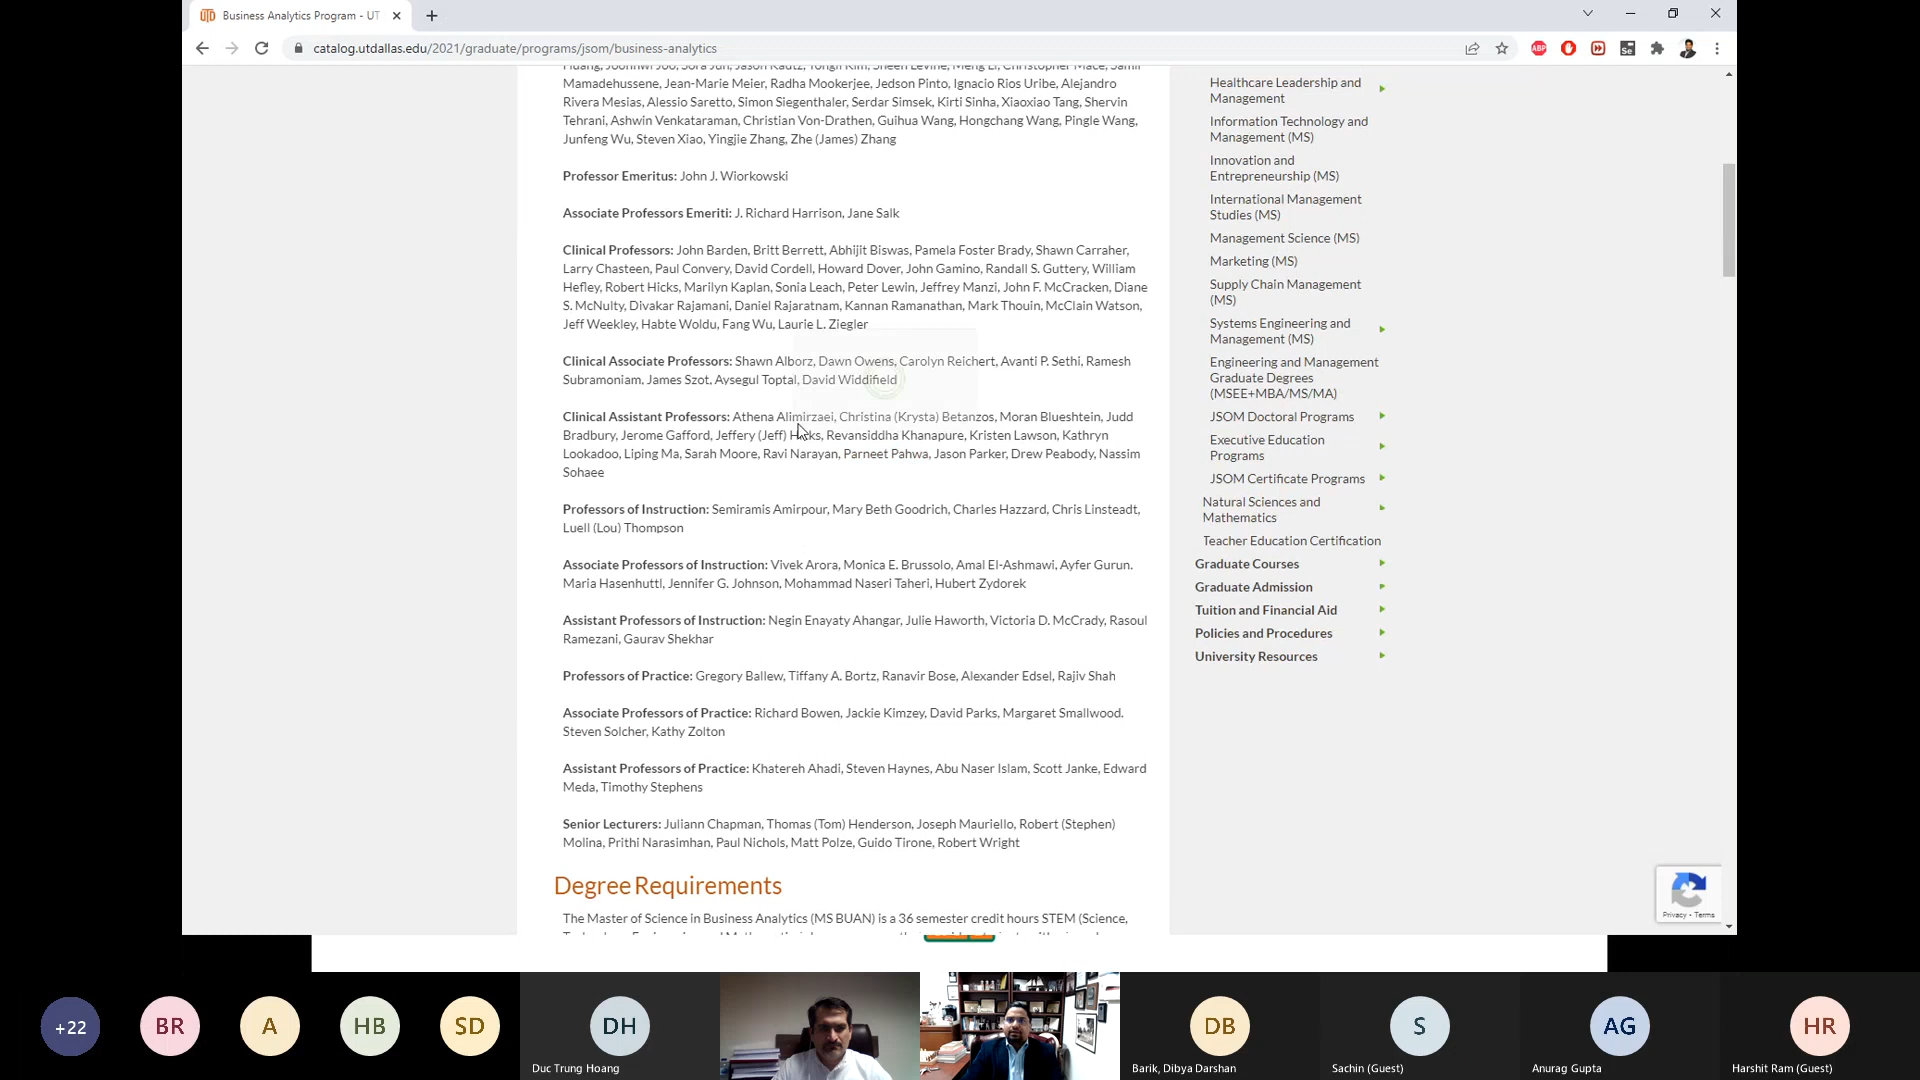 Business Analytics Program - UT
catalog.utdallas.edu/2021/graduate/programs/jsom/business-analytics
Huang, Joonhwi Joo, Sora Jun, Jason Kautz, Yongil Kim, Sheen Levine, Meng Li, Christopher Mace, Samir
Mamadehussene, Jean-Marie Meier, Radha Mookerjee, Jedson Pinto, Ignacio Rios Uribe, Alejandro
Rivera Mesias, Alessio Saretto, Simon Siegenthaler, Serdar Simsek, Kirti Sinha, Xiaoxiao Tang, Shervin
Tehrani, Ashwin Venkataraman, Christian Von-Drathen, Guihua Wang, Hongchang Wang, Pingle Wang,
Junfeng Wu, Steven Xiao, Yingjie Zhang, Zhe (James) Zhang
Professor Emeritus: John J. Wiorkowski
Associate Professors Emeriti: J. Richard Harrison, Jane Salk
Clinical Professors: John Barden, Britt Berrett, Abhijit Biswas, Pamela Foster Brady, Shawn Carraher,
Larry Chasteen, Paul Convery, David Cordell, Howard Dover, John Gamino, Randall S. Guttery, William
Hefley, Robert Hicks, Marilyn Kaplan, Sonia Leach, Peter Lewin, Jeffrey Manzi, John F. McCracken, Diane
S. McNulty, Divakar Rajamani, Daniel Rajaratnam, Kannan Ramanathan, Mark Thouin, McClain Watson,
Jeff Weekley, Habte Woldu, Fang Wu, Laurie L. Ziegler
Clinical Associate Professors: Shawn Alborz, Dawn Owens, Carolyn Reichert, Avanti P. Sethi, Ramesh
Subramoniam, James Szot, Aysegul Toptal, David Widdifield
Clinical Assistant Professors: Athena Alimirzaei, Christina (Krysta) Betanzos, Moran Blueshtein, Judd
Bradbury, Jerome Gafford, Jeffery (Jeff) Hicks, Revansiddha Khanapure, Kristen Lawson, Kathryn
Lookadoo, Liping Ma, Sarah Moore, Ravi Narayan, Parneet Pahwa, Jason Parker, Drew Peabody, Nassim
Sohaee
Professors of Instruction: Semiramis Amirpour, Mary Beth Goodrich, Charles Hazzard, Chris Linsteadt,
Luell (Lou) Thompson
Associate Professors of Instruction: Vivek Arora, Monica E. Brussolo, Amal El-Ashmawi, Ayfer Gurun.
Maria Hasenhuttl, Jennifer G. Johnson, Mohammad Naseri Taheri, Hubert Zydorek
Assistant Professors of Instruction: Negin Enayaty Ahangar, Julie Haworth, Victoria D. McCrady, Rasoul
Ramezani, Gaurav Shekhar
Professors of Practice: Gregory Ballew, Tiffany A. Bortz, Ranavir Bose, Alexander Edsel, Rajiv Shah
Associate Professors of Practice: Richard Bowen, Jackie Kimzey, David Parks, Margaret Smallwood.
Steven Solcher, Kathy Zolton
Assistant Professors of Practice: Khatereh Ahadi, Steven Haynes, Abu Naser Islam, Scott Janke, Edward
Meda, Timothy Stephens
Senior Lecturers: Juliann Chapman, Thomas (Tom) Henderson, Joseph Mauriello, Robert (Stephen)
Molina, Prithi Narasimhan, Paul Nichols, Matt Polze, Guido Tirone, Robert Wright
Degree Requirements
The Master of Science in Business Analytics (MS BUAN) is a 36 semester credit hours STEM (Science,
Healthcare Leadership and
Management
Information Technology and
Management (MS)
Innovation and
Entrepreneurship (MS)
International Management
Studies (MS)
Management Science (MS)
Marketing (MS)
Supply Chain Management
(MS)
Systems Engineering and
Management (MS)
Engineering and Management
Graduate Degrees
(MSEE+MBA/MS/MA)
JSOM Doctoral Programs
Executive Education
Programs
JSOM Certificate Programs
Natural Sciences and
Mathematics
Teacher Education Certification
Graduate Courses
Graduate Admission
Tuition and Financial Aid
Policies and Procedures
University Resources
Privacy - Terms
+22
BR
A
HB
SD
DH
Duc Trung Hoang
DB
Barik, Dibya Darshan
S
Sachin (Guest)
AG
Anurag Gupta
HR
Harshit Ram (Guest)